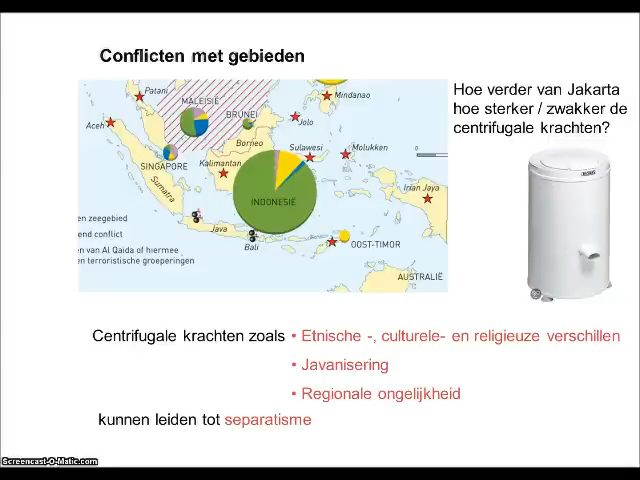 Conflicten met gebieden
Hoe verder van Jakarta
hoe sterker / zwakker de
centrifugale krachten?
Patani
Mindanao
MALEISIË
Aceh
BRUNEI
Jolo
Borneo
Sulawesi
Molukken
SINGAPORE
Kalimantan
Sumatra
INDONESIË
Irian Jaya
en zeegebied
Java
end conflict
Bali
OOST-TIMOR
en van Al Qaida of hiermee
en terroristische groeperingen
AUSTRALIË
Centrifugale krachten zoals • Etnische -, culturele- en religieuze verschillen
• Javanisering
• Regionale ongelijkheid
kunnen leiden tot separatisme
Screencast-O-Matic.com